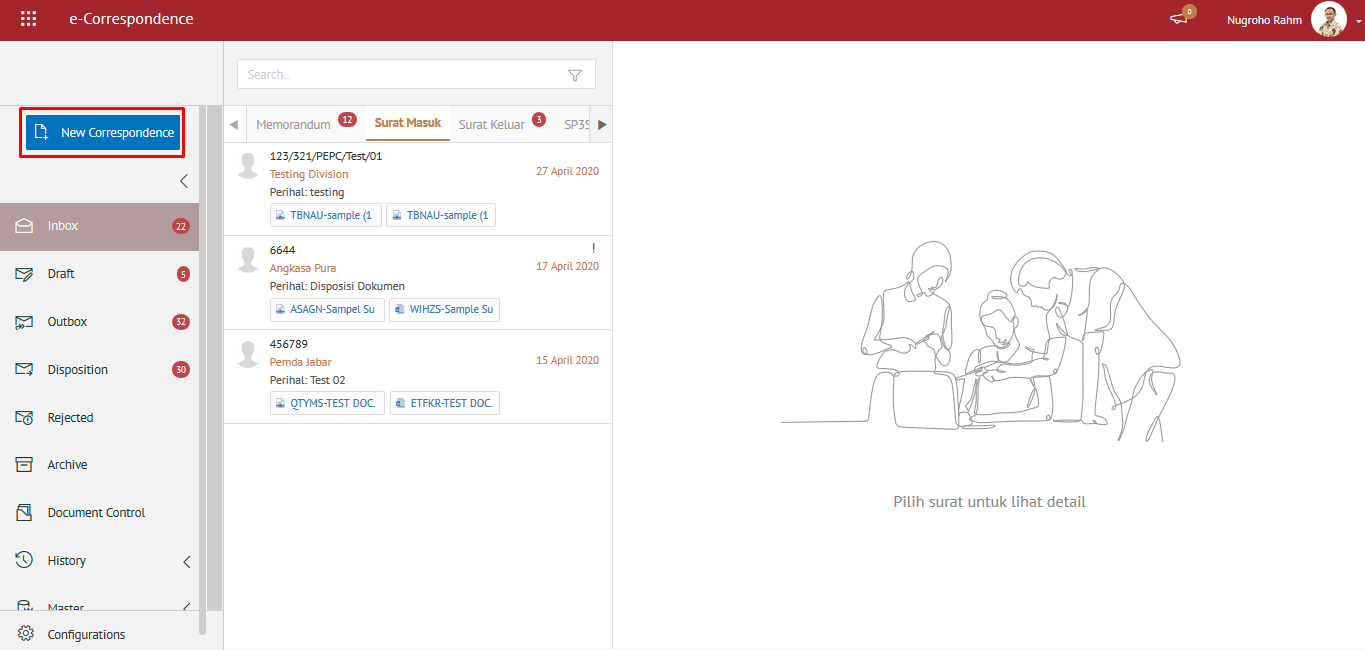 e-Correspondence
0
Nugroho Rahm
Search..
New Correspondence
Memorandum 12
Surat Masuk
Surat Keluar 3
SP3S
Inbox 22
Draft 5
Outbox 32
Disposition 30
Rejected
Archive
Document Control
History
Master
Configurations
123/321/PEPC/Test/01
Testing Division
27 April 2020
Perihal: testing
TBNAU-sample (1
TBNAU-sample (1
6644
!
Angkasa Pura
17 April 2020
Perihal: Disposisi Dokumen
ASAGN-Sampel Su
WIHZS-Sample Su
456789
Pemda Jabar
15 April 2020
Perihal: Test 02
QTYMS-TEST DOC.
ETFKR-TEST DOC.
Pilih surat untuk lihat detail